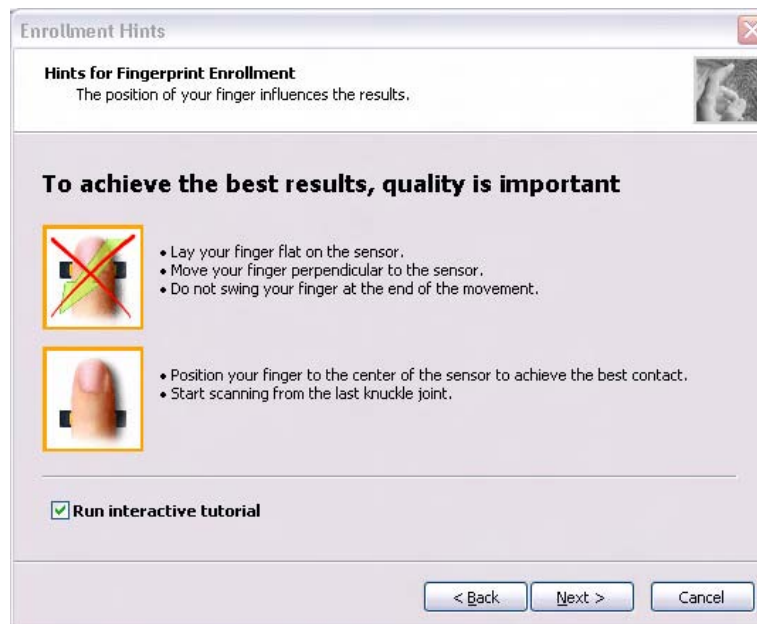 Enrollment Hints
Hints for Fingerprint Enrollment
The position of your finger influences the results.
To achieve the best results, quality is important
• Lay your finger flat on the sensor.
• Move your finger perpendicular to the sensor.
• Do not swing your finger at the end of the movement.
• Position your finger to the center of the sensor to achieve the best contact.
• Start scanning from the last knuckle joint.
Run interactive tutorial
< Back Next > Cancel